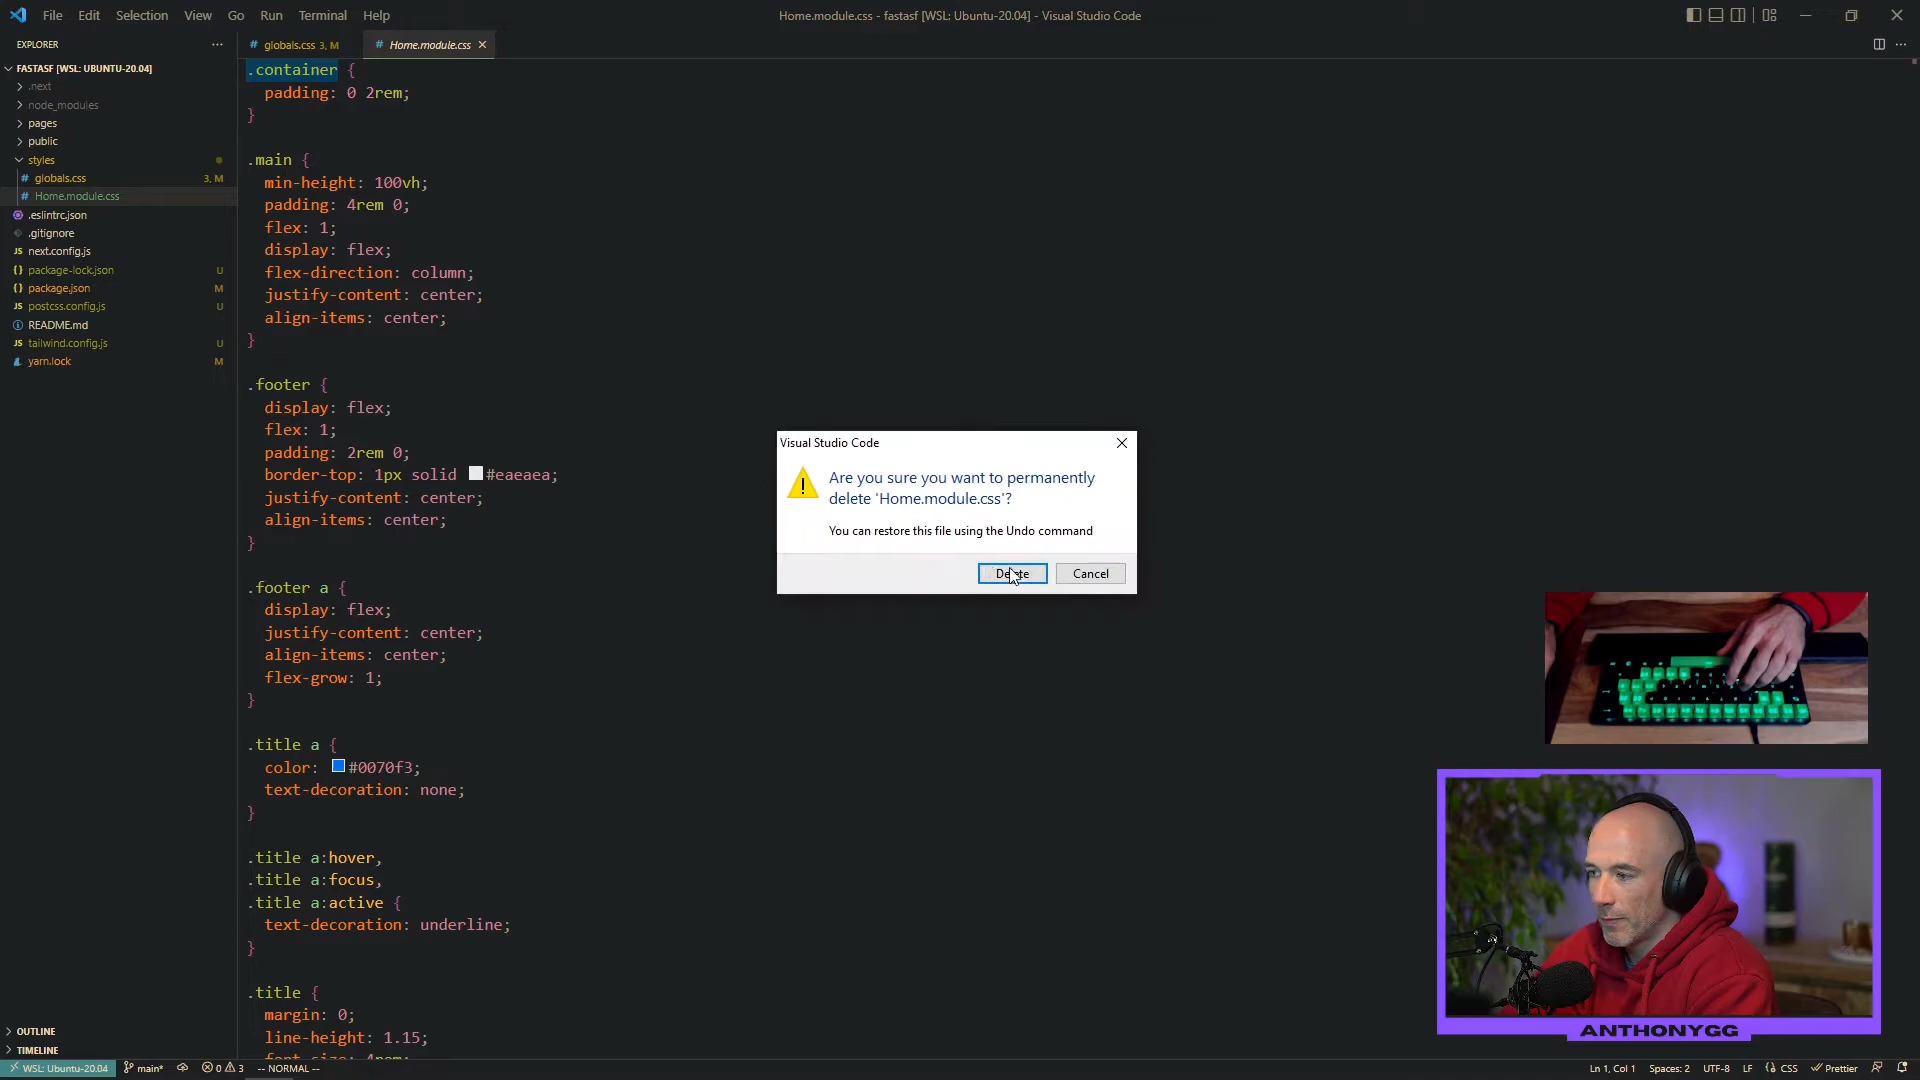 File Edit Selection View Go Run Terminal Help
Home.module.css - fastasf [WSL: Ubuntu-20.04] - Visual Studio Code
EXPLORER
globals.css 3, M
Home.module.css
FASTASF [WSL: UBUNTU-20.04]
.next
node_modules
pages
public
styles
globals.css 3, M
Home.module.css
.eslintrc.json
.gitignore
next.config.js
package-lock.json U
package.json M
postcss.config.js U
README.md
tailwind.config.js U
yarn.lock M
OUTLINE
TIMELINE
.container {
padding: 0 2rem;
}
.main {
min-height: 100vh;
padding: 4rem 0;
flex: 1;
display: flex;
flex-direction: column;
justify-content: center;
align-items: center;
}
.footer {
display: flex;
flex: 1;
padding: 2rem 0;
border-top: 1px solid #eaeaea;
justify-content: center;
align-items: center;
}
.footer a {
display: flex;
justify-content: center;
align-items: center;
flex-grow: 1;
}
.title a {
color: #0070f3;
text-decoration: none;
}
.title a:hover,
.title a:focus,
.title a:active {
text-decoration: underline;
}
.title {
margin: 0;
line-height: 1.15;
font-size: 4rem;
Visual Studio Code
Are you sure you want to permanently
delete 'Home.module.css'?
You can restore this file using the Undo command
Delete Cancel
ANTHONYGG
WSL: Ubuntu-20.04 main* 0 3 -- NORMAL --
Ln 1, Col 1 Spaces: 2 UTF-8 LF {} CSS Prettier